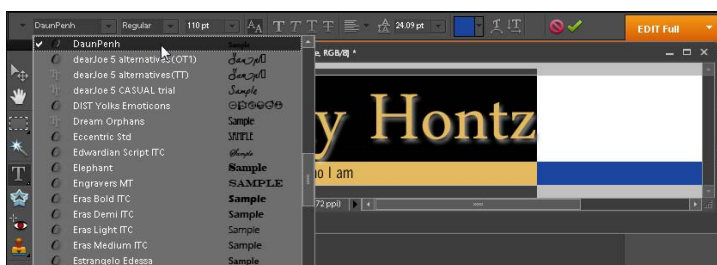 DaunPenh Regular 110 pt 24.09 pt EDIT Full
DaunPenh Sample
dearJoe 5 alternatives(OT1)
dearJoe 5 alternatives(TT)
dearJoe 5 CASUAL trial Sample
DIST Yolks Emoticons
Dream Orphans Sample
Eccentric Std SAMPLE
Edwardian Script ITC Sample
Elephant Sample
Engravers MT SAMPLE
Eras Bold ITC Sample
Eras Demi ITC Sample
Eras Light ITC Sample
Eras Medium ITC Sample
Estrangelo Edessa Sample
RGB/8) *
y Hontz
o I am
72 ppi)